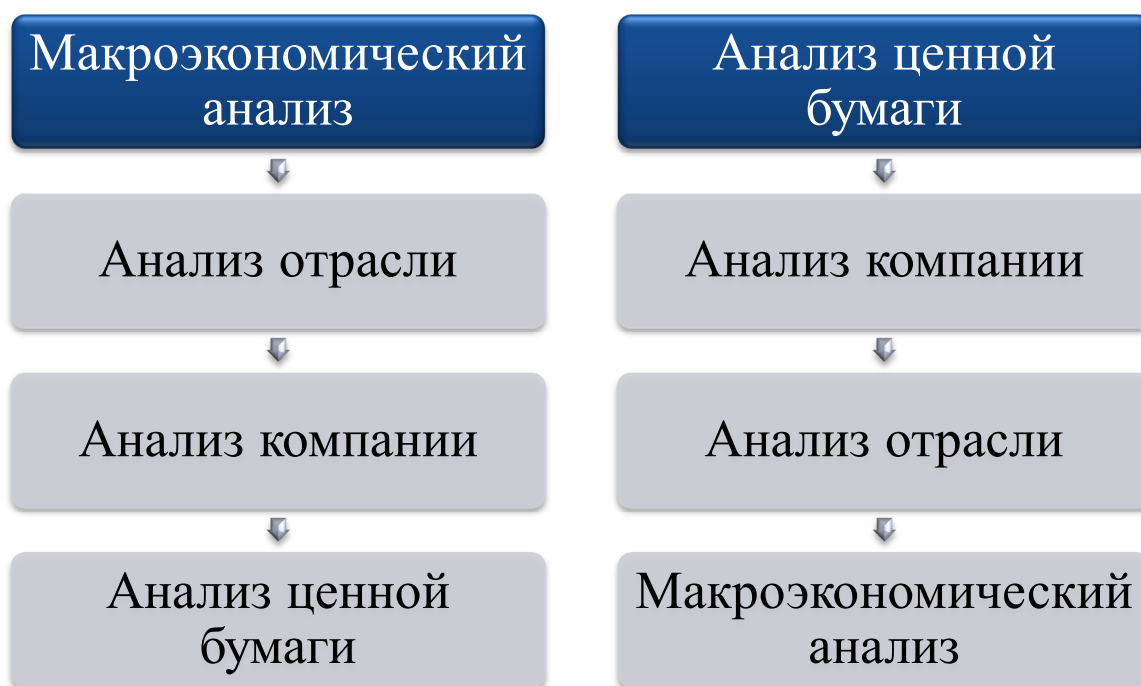 Макроэкономический
анализ
Анализ отрасли
Анализ компании
Анализ ценной
бумаги
Анализ ценной
бумаги
Анализ компании
Анализ отрасли
Макроэкономический
анализ